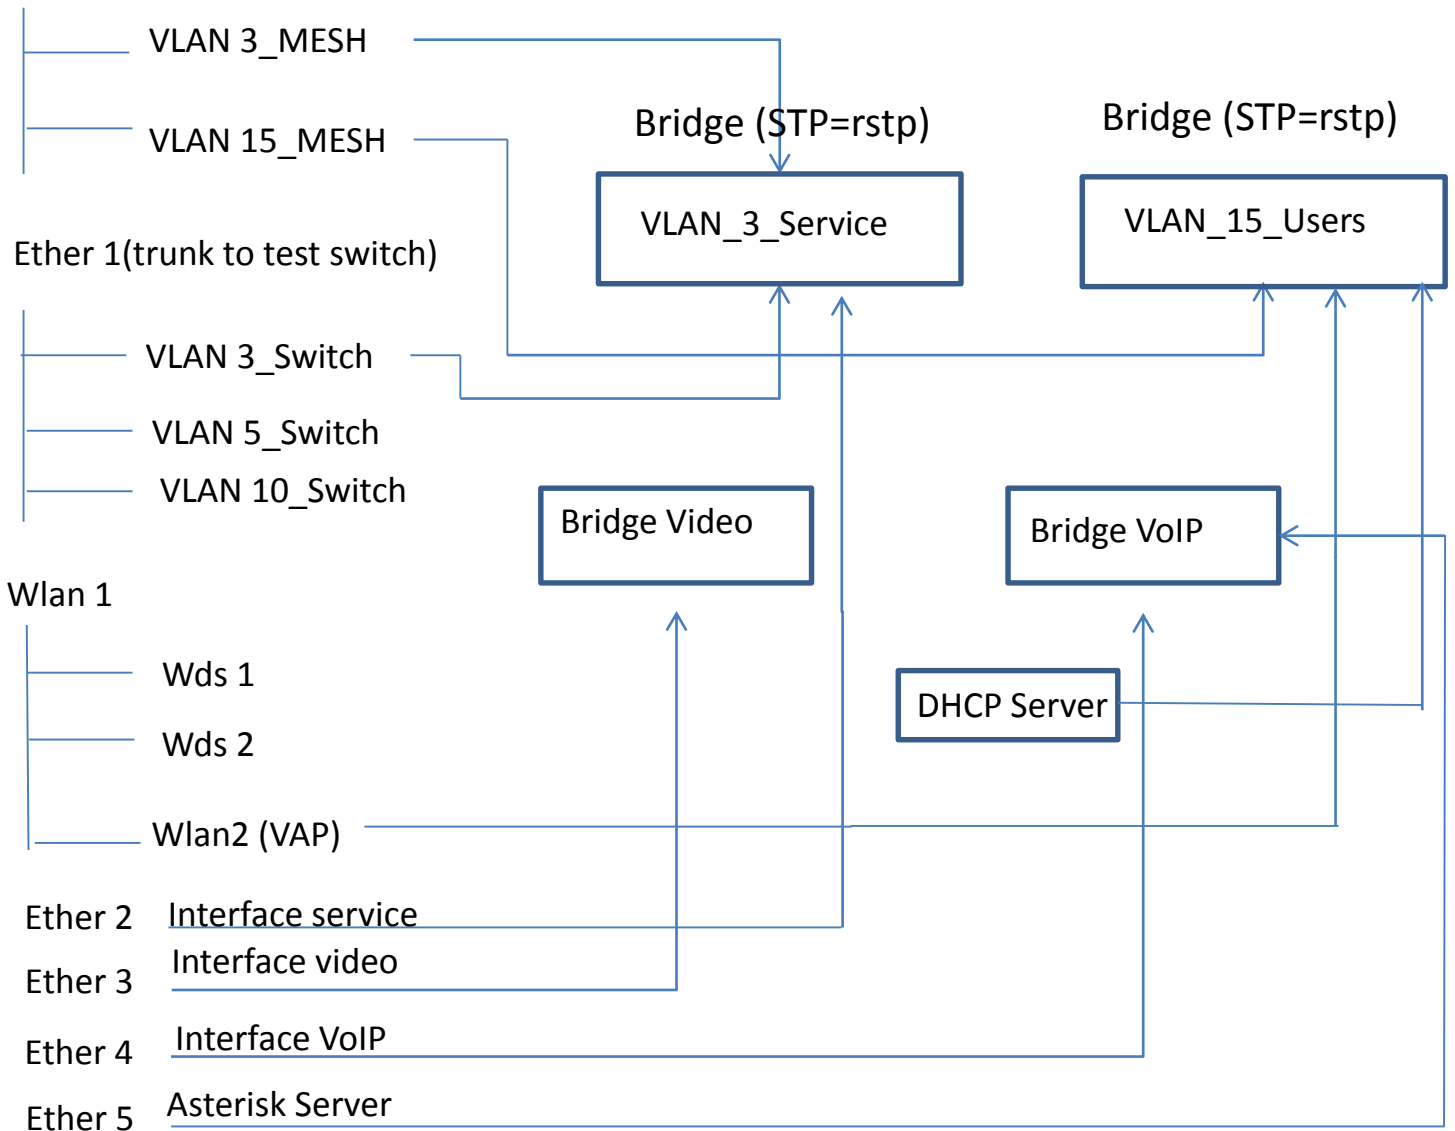 VLAN 3_MESH
VLAN 15_MESH
Bridge (STP=rstp)
Bridge (STP=rstp)
VLAN_3_Service
VLAN_15_Users
Ether 1(trunk to test switch)
VLAN 3_Switch
VLAN 5_Switch
VLAN 10_Switch
Bridge Video
Bridge VoIP
Wlan 1
Wds 1
Wds 2
DHCP Server
Wlan2 (VAP)
Ether 2 Interface service
Ether 3 Interface video
Ether 4 Interface VoIP
Ether 5 Asterisk Server